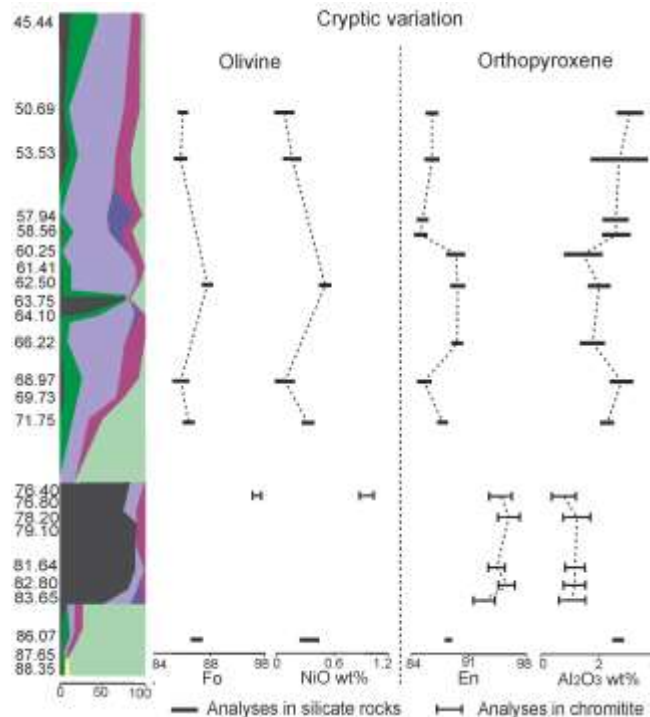 Cryptic variation
Olivine
Orthopyroxene
45.44
50.69
53.53
57.94
58.56
60.25
61.41
62.50
63.75
64.10
66.22
68.97
69.73
71.75
76.40
76.80
78.20
79.10
81.64
82.80
83.65
86.07
87.65
88.35
0 50 100
84 88 98
Fo
0 0.6 1.2
NiO wt%
84 91 98
En
0 2
Al2O3 wt%
Analyses in silicate rocks
Analyses in chromitite